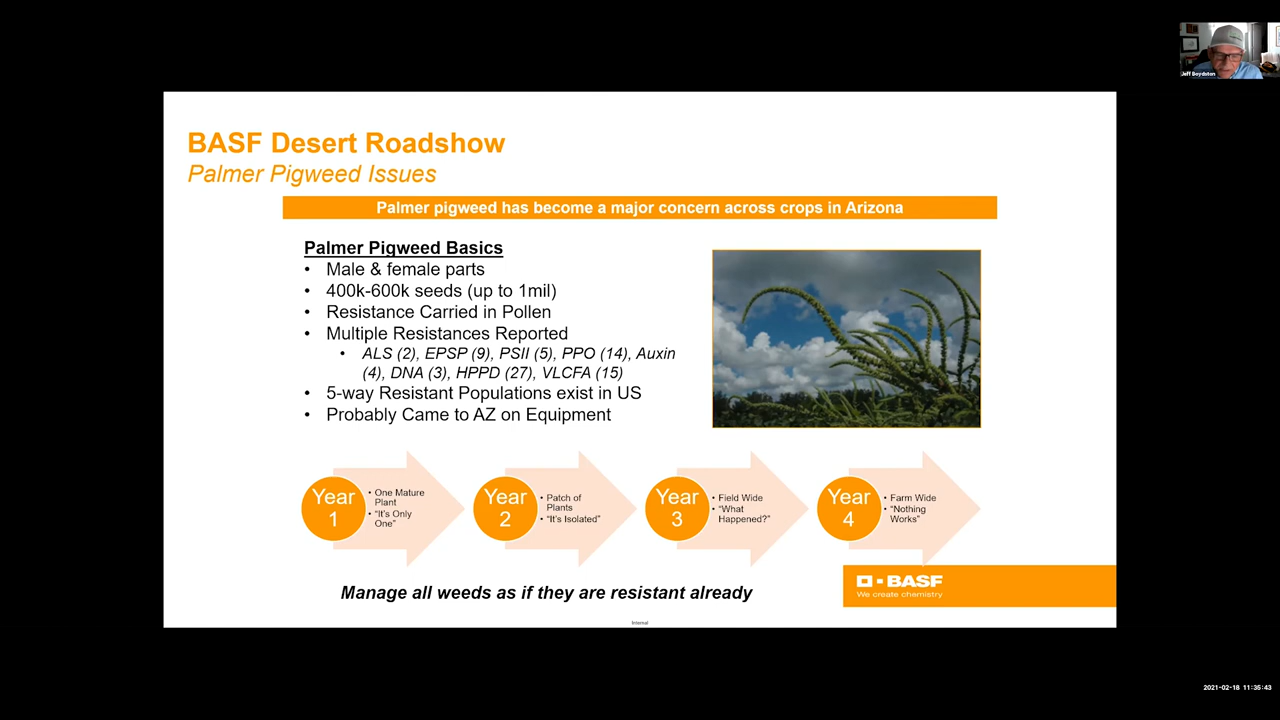 Jeff Boydston
BASF Desert Roadshow
Palmer Pigweed Issues
Palmer pigweed has become a major concern across crops in Arizona
Palmer Pigweed Basics
• Male & female parts
• 400k-600k seeds (up to 1mil)
• Resistance Carried in Pollen
• Multiple Resistances Reported
• ALS (2), EPSP (9), PSII (5), PPO (14), Auxin
(4), DNA (3), HPPD (27), VLCFA (15)
• 5-way Resistant Populations exist in US
• Probably Came to AZ on Equipment
Year
1
• One Mature
Plant
• “It’s Only
One”
Year
2
• Patch of
Plants
• “It’s Isolated”
Year
3
• Field Wide
• “What
Happened?”
Year
4
• Farm Wide
• “Nothing
Works”
Manage all weeds as if they are resistant already
BASF
We create chemistry
Internal
2021-02-18 11:35:43